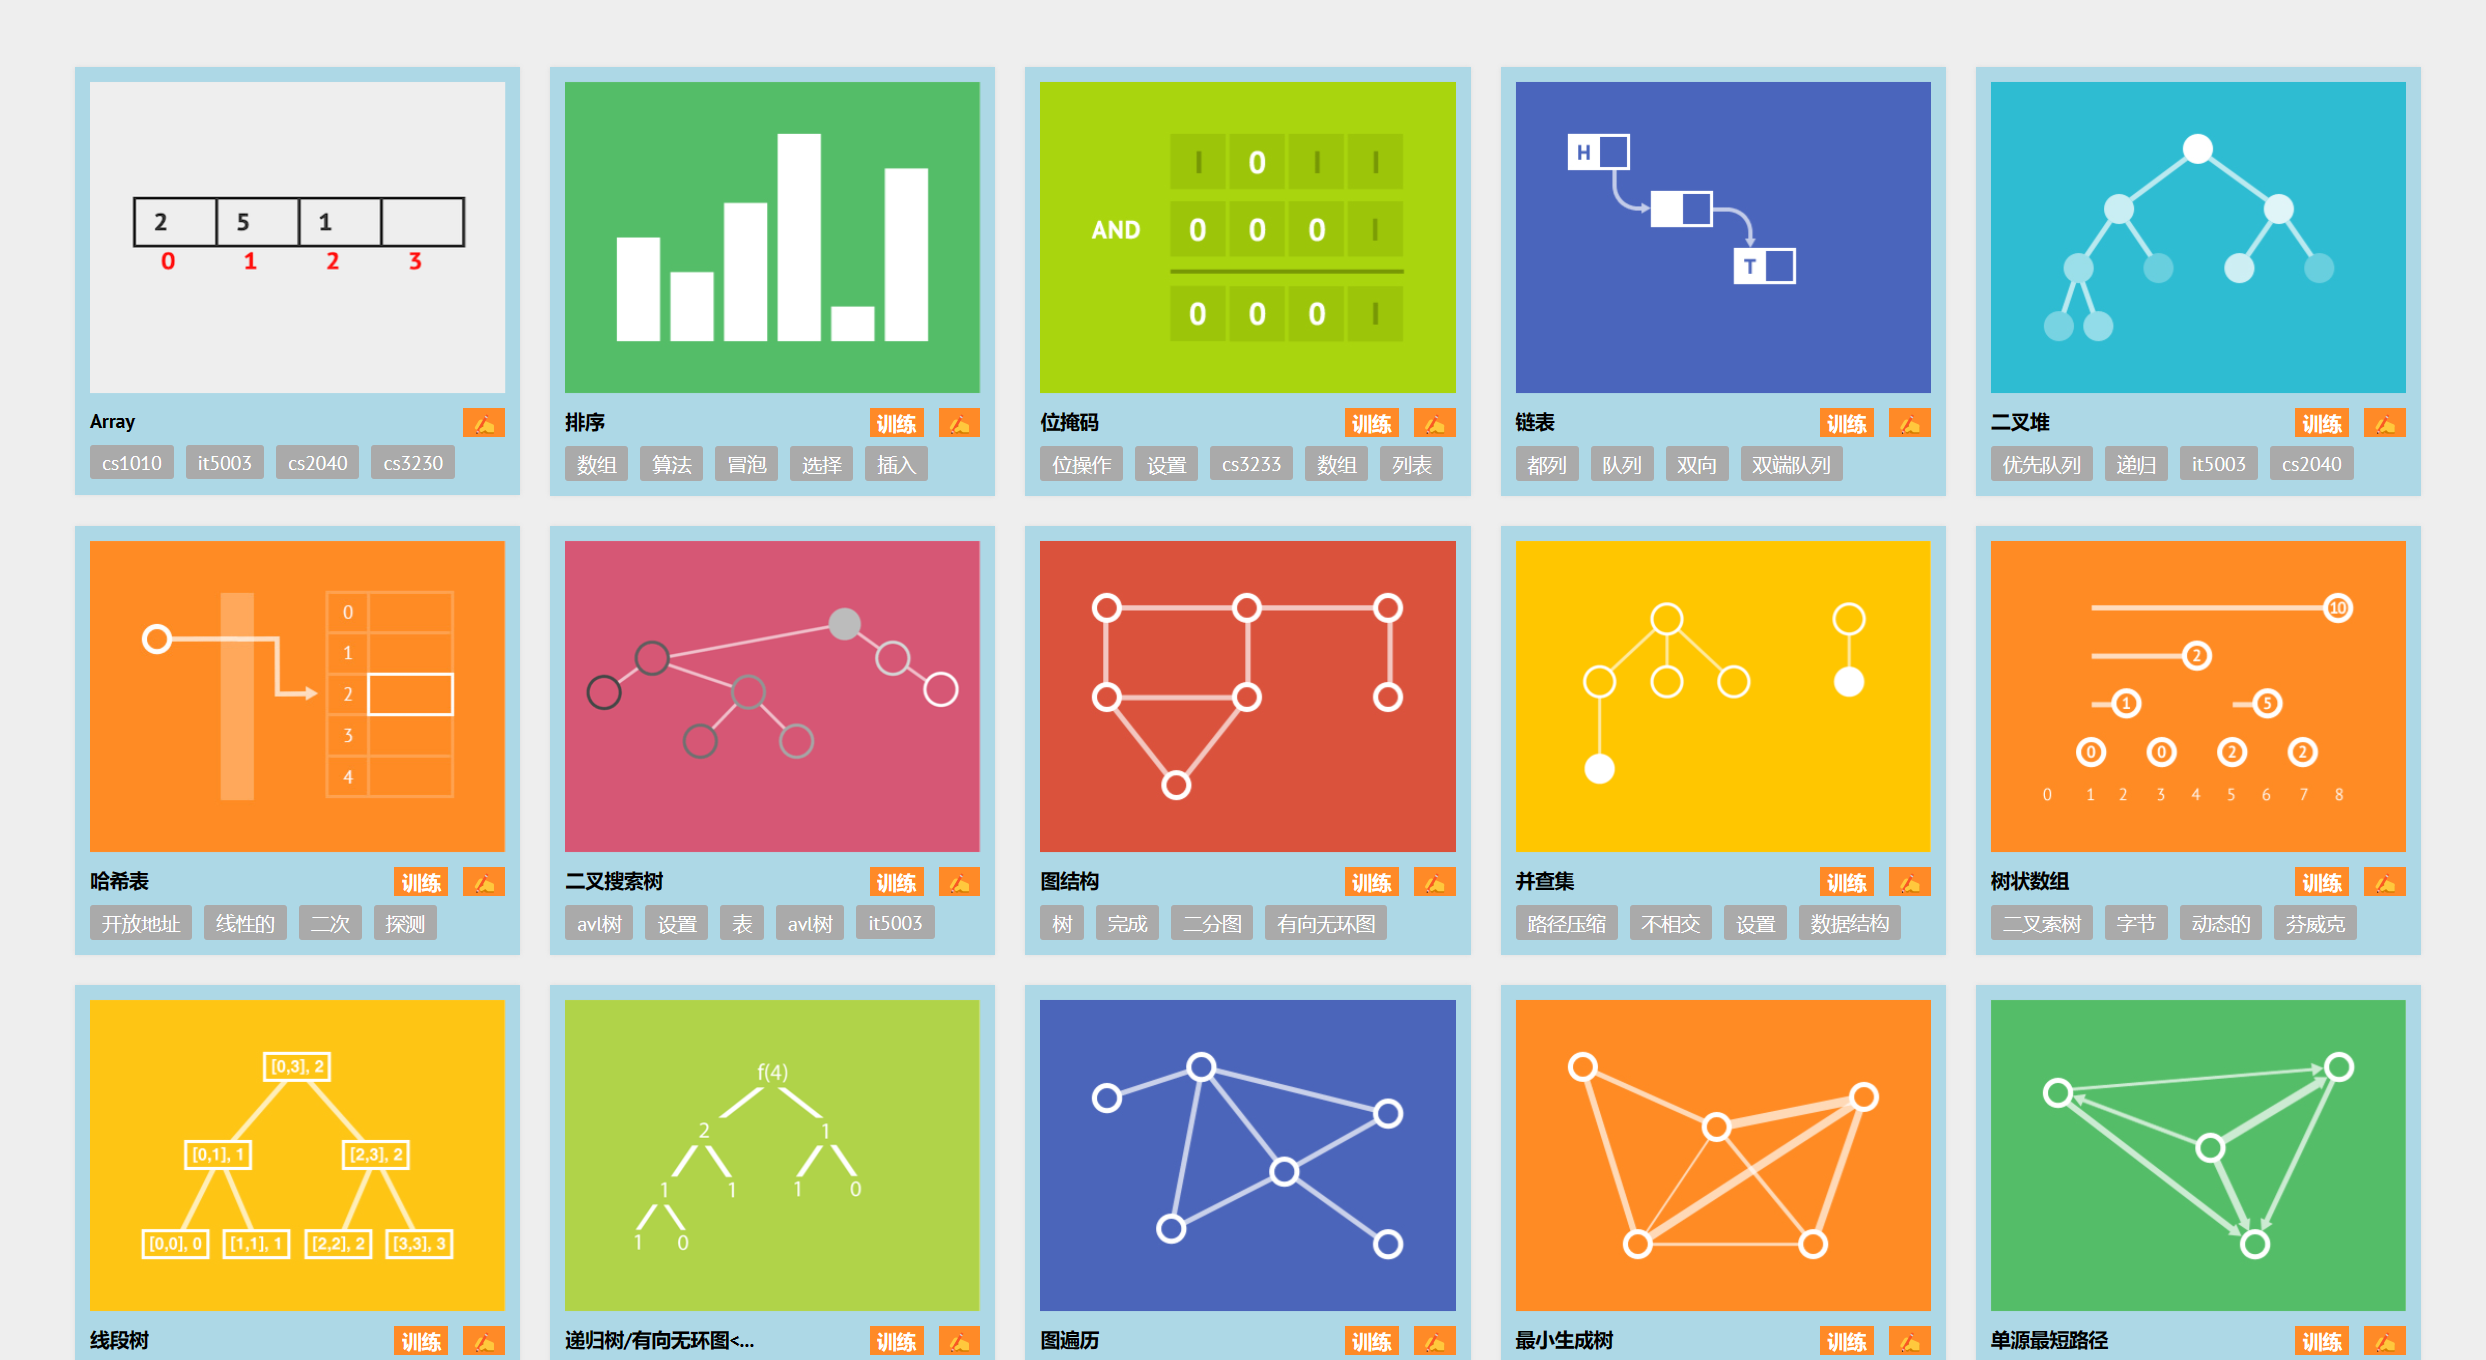 2 5 1
0 1 2 3
Array ✍
cs1010 it5003 cs2040 cs3230
排序 训练 ✍
数组 算法 冒泡 选择 插入
1 0 1 1
AND 0 0 0 1
0 0 0 1
位掩码 训练 ✍
位操作 设置 cs3233 数组 列表
H
T
链表 训练 ✍
都列 队列 双向 双端队列
二叉堆 训练 ✍
优先队列 递归 it5003 cs2040
0
1
2
3
4
哈希表 训练 ✍
开放地址 线性的 二次 探测
二叉搜索树 训练 ✍
avl树 设置 表 avl树 it5003
图结构 训练 ✍
树 完成 二分图 有向无环图
并查集 训练 ✍
路径压缩 不相交 设置 数据结构
10
2
1 5
0 0 2 2
0 1 2 3 4 5 6 7 8
树状数组 训练 ✍
二叉索树 字节 动态的 芬威克
[0,3], 2
[0,1], 1 [2,3], 2
[0,0], 0 [1,1], 1 [2,2], 2 [3,3], 3
线段树 训练 ✍
f(4)
2 1
1 1 1 0
1 0
递归树/有向无环图<... 训练 ✍
图遍历 训练 ✍
最小生成树 训练 ✍
单源最短路径 训练 ✍